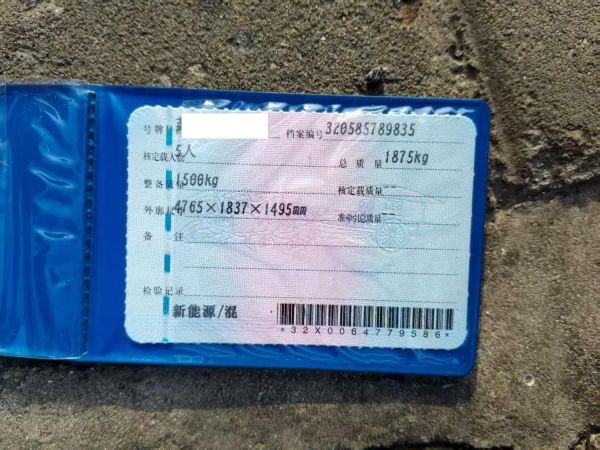 号牌 档案编号 320585789835
核定载人数 5人 总质量 1875kg
整备质量 1500kg 核定载质量 --
外廓尺寸 4765×1837×1495mm 准牵引总质量 --
备注
检验记录
新能源/混
*32X0064779586*